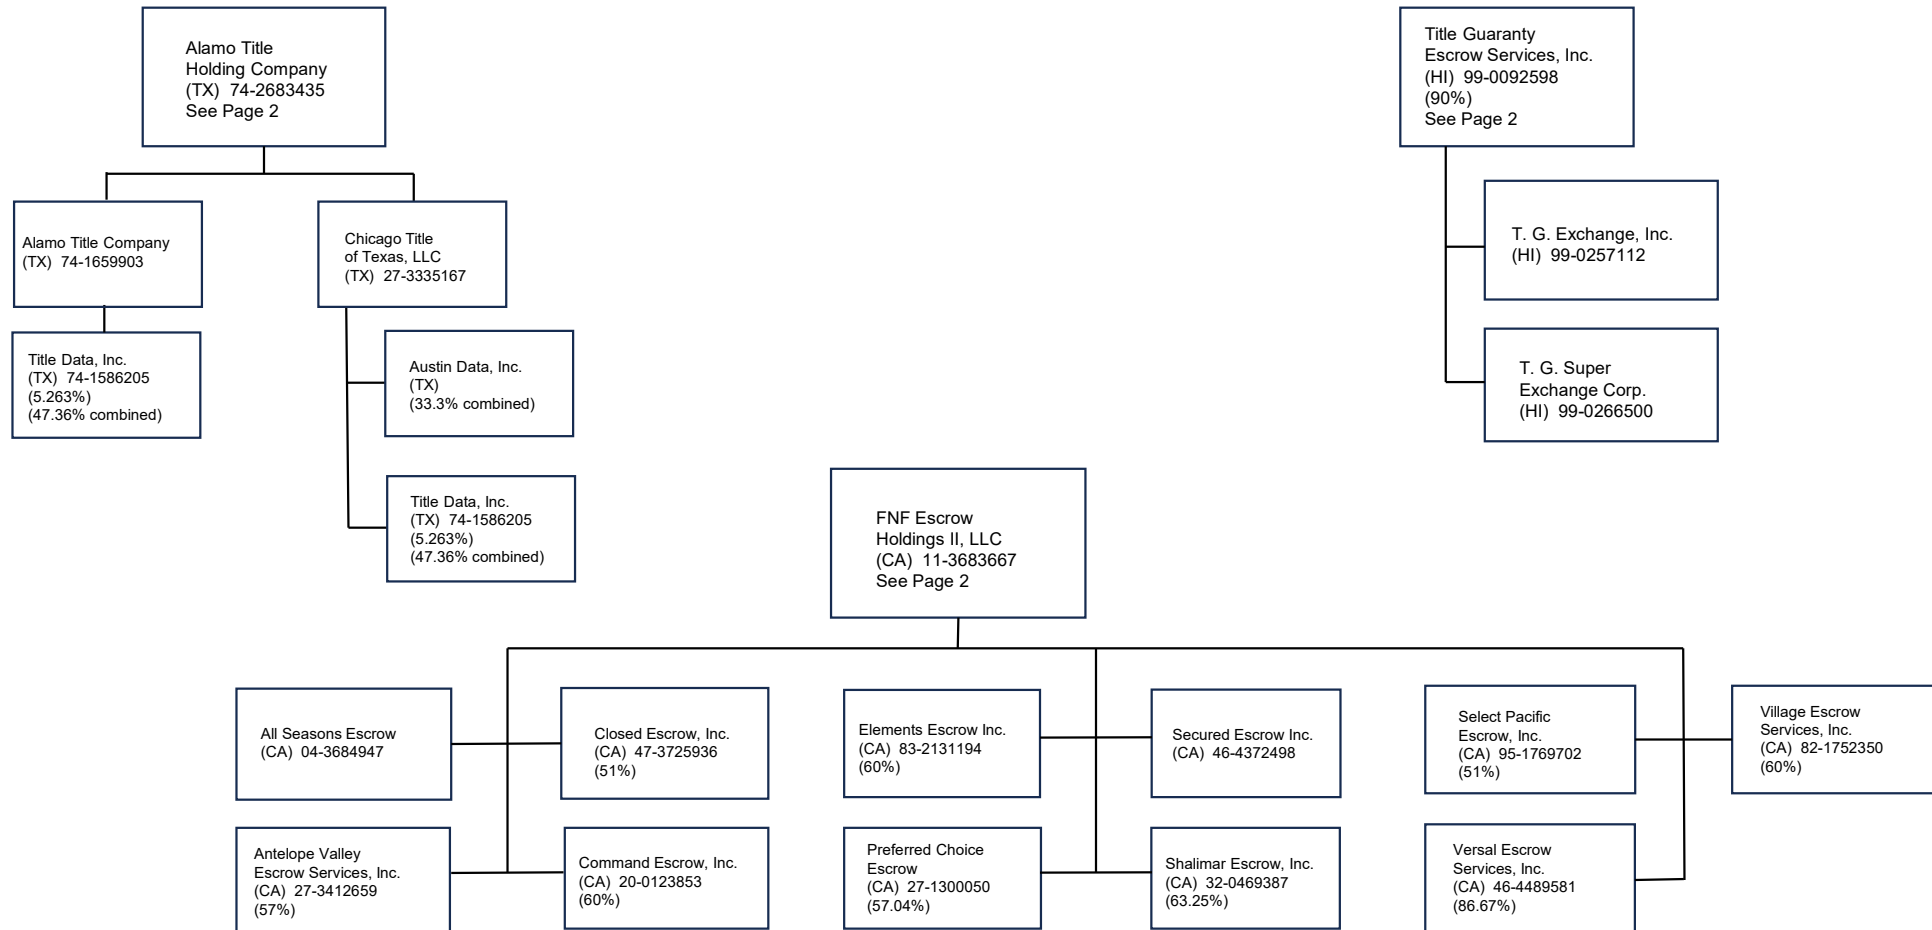 Alamo Title
Holding Company
(TX) 74-2683435
See Page 2
Title Guaranty
Escrow Services, Inc.
(HI) 99-0092598
(90%)
See Page 2
Alamo Title Company
(TX) 74-1659903
Chicago Title
of Texas, LLC
(TX) 27-3335167
T. G. Exchange, Inc.
(HI) 99-0257112
Title Data, Inc.
(TX) 74-1586205
(5.263%)
(47.36% combined)
Austin Data, Inc.
(TX)
(33.3% combined)
T. G. Super
Exchange Corp.
(HI) 99-0266500
Title Data, Inc.
(TX) 74-1586205
(5.263%)
(47.36% combined)
FNF Escrow
Holdings II, LLC
(CA) 11-3683667
See Page 2
All Seasons Escrow
(CA) 04-3684947
Closed Escrow, Inc.
(CA) 47-3725936
(51%)
Elements Escrow Inc.
(CA) 83-2131194
(60%)
Secured Escrow Inc.
(CA) 46-4372498
Select Pacific
Escrow, Inc.
(CA) 95-1769702
(51%)
Village Escrow
Services, Inc.
(CA) 82-1752350
(60%)
Antelope Valley
Escrow Services, Inc.
(CA) 27-3412659
(57%)
Command Escrow, Inc.
(CA) 20-0123853
(60%)
Preferred Choice
Escrow
(CA) 27-1300050
(57.04%)
Shalimar Escrow, Inc.
(CA) 32-0469387
(63.25%)
Versal Escrow
Services, Inc.
(CA) 46-4489581
(86.67%)